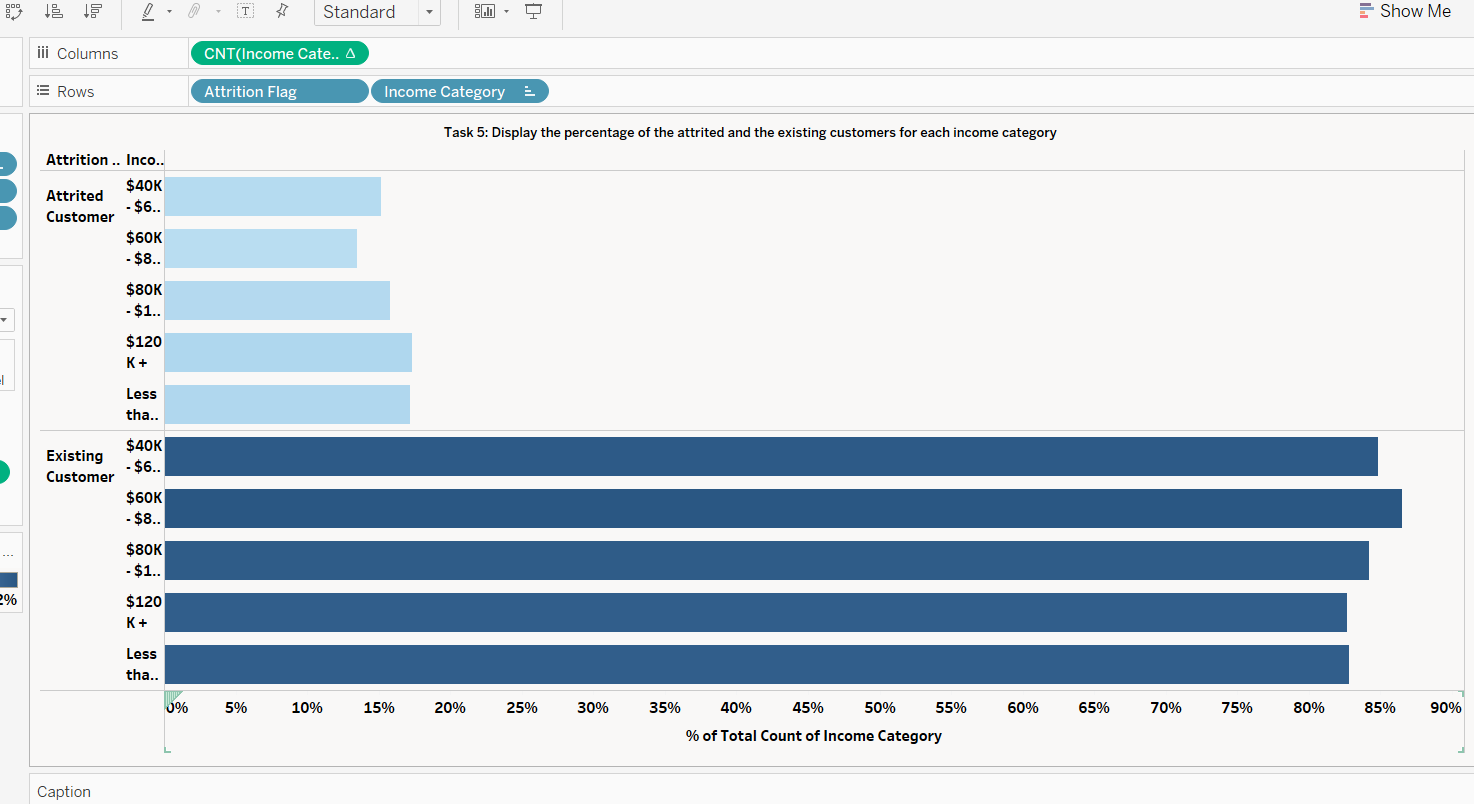 Standard
Show Me
Columns
CNT(Income Cate.. Δ
Rows
Attrition Flag
Income Category
Task 5: Display the percentage of the attrited and the existing customers for each income category
Attrition .. Inco..
Attrited
Customer
$40K
- $6..
$60K
- $8..
$80K
- $1..
$120
K +
Less
tha..
Existing
Customer
$40K
- $6..
$60K
- $8..
$80K
- $1..
$120
K +
Less
tha..
2%
0% 5% 10% 15% 20% 25% 30% 35% 40% 45% 50% 55% 60% 65% 70% 75% 80% 85% 90%
% of Total Count of Income Category
Caption